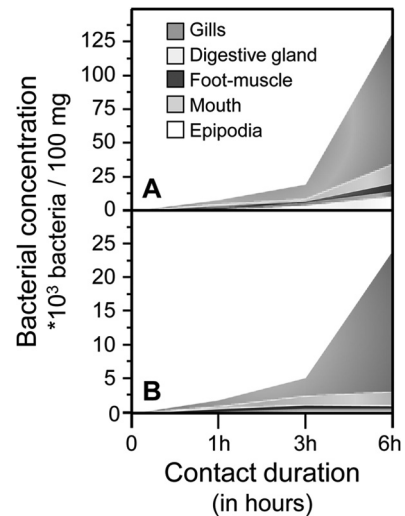 Bacterial concentration
*10³ bacteria / 100 mg
125
100
75
50
25
0
Gills
Digestive gland
Foot-muscle
Mouth
Epipodia
A
25
20
15
10
5
0
B
0
1h
3h
6h
Contact duration
(in hours)